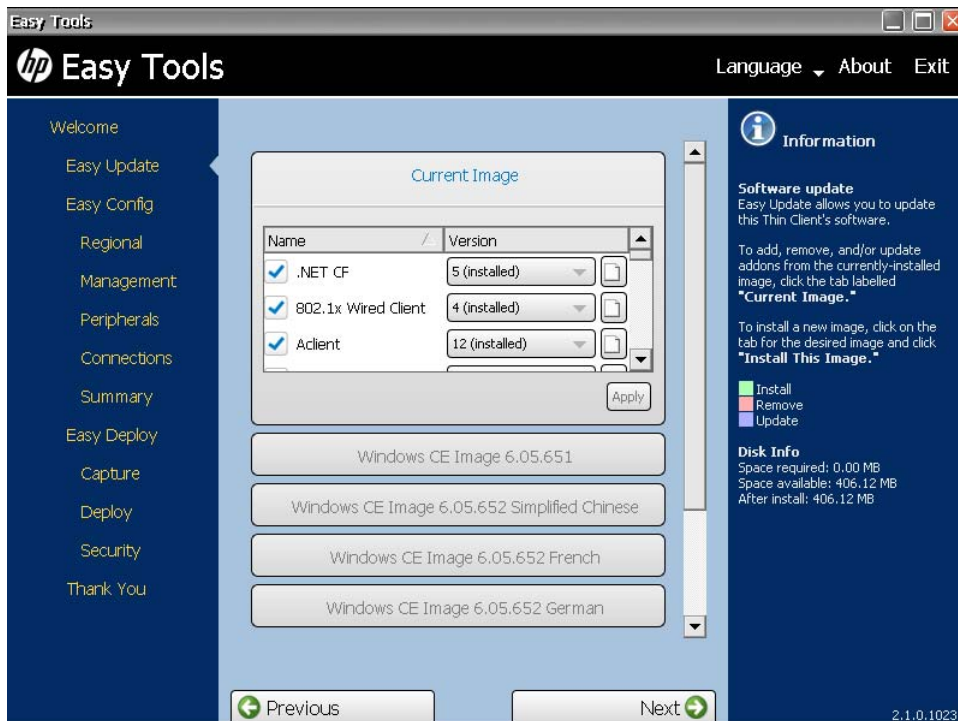 Easy Tools
hp Easy Tools
Language About Exit
Welcome
Easy Update
Easy Config
Regional
Management
Peripherals
Connections
Summary
Easy Deploy
Capture
Deploy
Security
Thank You
Current Image
Name Version
.NET CF 5 (installed)
802.1x Wired Client 4 (installed)
Aclient 12 (installed)
Apply
Windows CE Image 6.05.651
Windows CE Image 6.05.652 Simplified Chinese
Windows CE Image 6.05.652 French
Windows CE Image 6.05.652 German
Previous
Next
Information
Software update
Easy Update allows you to update
this Thin Client's software.
To add, remove, and/or update
addons from the currently-installed
image, click the tab labelled
"Current Image."
To install a new image, click on the
tab for the desired image and click
"Install This Image."
Install
Remove
Update
Disk Info
Space required: 0.00 MB
Space available: 406.12 MB
After install: 406.12 MB
2.1.0.1023